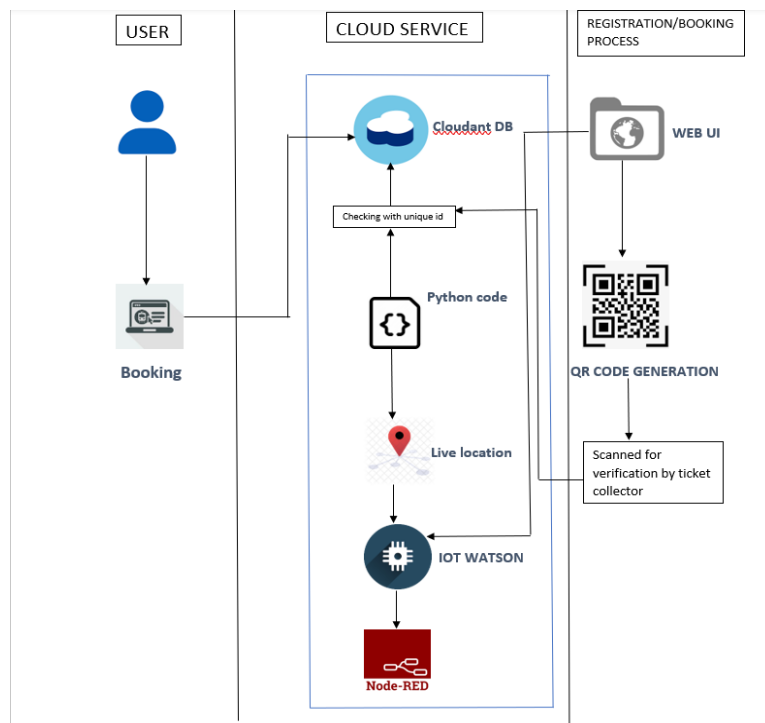 USER
CLOUD SERVICE
REGISTRATION/BOOKING
PROCESS
Cloudant DB
WEB UI
Checking with unique id
Python code
Booking
QR CODE GENERATION
Live location
Scanned for
verification by ticket
collector
IOT WATSON
Node-RED